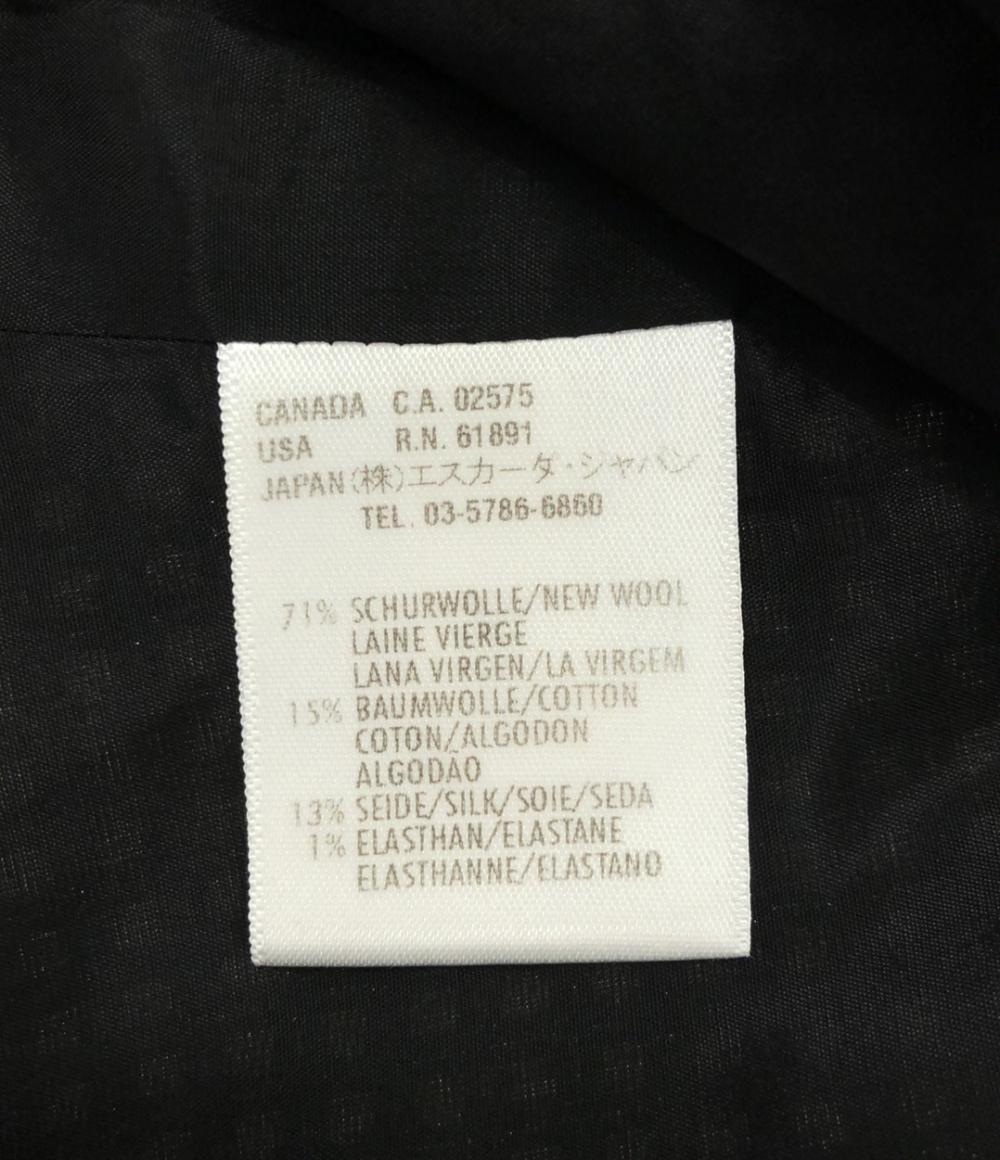 CANADA C.A. 02575
USA R.N. 61891
JAPAN (株)エスカーダ・ジャパン
TEL. 03-5786-6860
71% SCHURWOLLE/NEW WOOL
LAINE VIERGE
LANA VIRGEN/LA VIRGEM
15% BAUMWOLLE/COTTON
COTON/ALGODON
ALGODÃO
13% SEIDE/SILK/SOIE/SEDA
1% ELASTHAN/ELASTANE
ELASTHANNE/ELASTANO